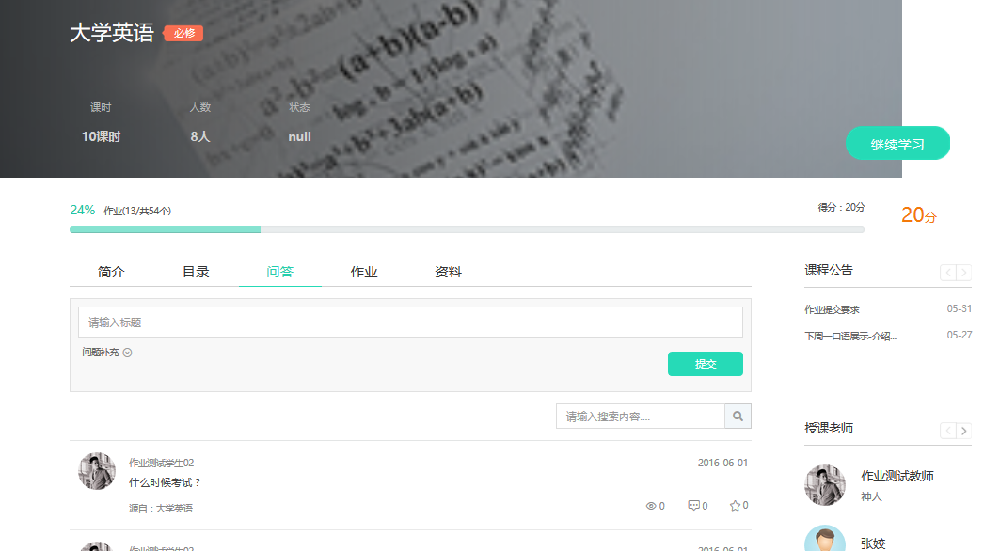 大学英语 必修
课时 人数 状态
10课时 8人 null
继续学习
24% 作业(13/共54个) 得分：20分 20分
简介 目录 问答 作业 资料
请输入标题
问题补充
提交
请输入搜索内容....
作业测试学生02 2016-06-01
什么时候考试？
源自：大学英语 0 0 0
作业测试学生02 2016-06-01
课程公告
作业提交要求 05-31
下周一口语展示-介绍... 05-27
授课老师
作业测试教师
神人
张姣